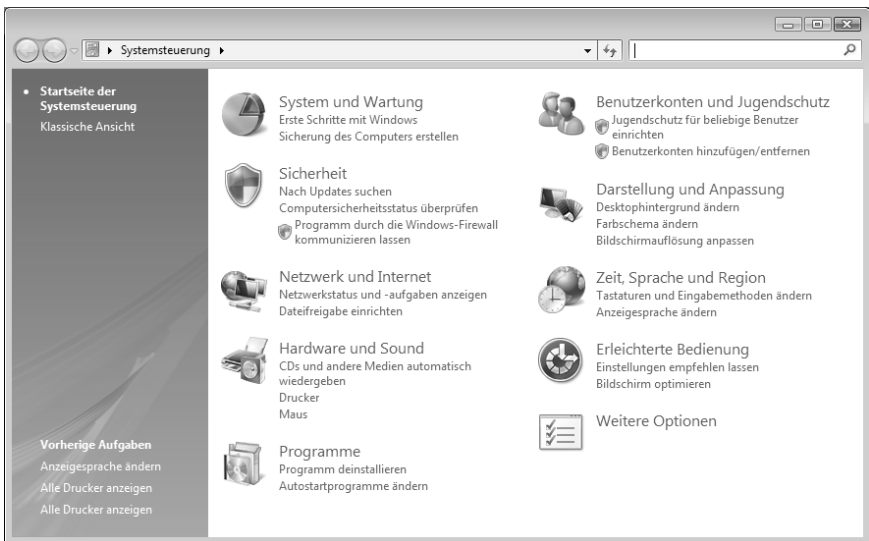 Systemsteuerung
Startseite der
Systemsteuerung
Klassische Ansicht
Vorherige Aufgaben
Anzeigesprache ändern
Alle Drucker anzeigen
Alle Drucker anzeigen
System und Wartung
Erste Schritte mit Windows
Sicherung des Computers erstellen
Sicherheit
Nach Updates suchen
Computersicherheitsstatus überprüfen
Programm durch die Windows-Firewall
kommunizieren lassen
Netzwerk und Internet
Netzwerkstatus und -aufgaben anzeigen
Dateifreigabe einrichten
Hardware und Sound
CDs und andere Medien automatisch
wiedergeben
Drucker
Maus
Programme
Programm deinstallieren
Autostartprogramme ändern
Benutzerkonten und Jugendschutz
Jugendschutz für beliebige Benutzer
einrichten
Benutzerkonten hinzufügen/entfernen
Darstellung und Anpassung
Desktophintergrund ändern
Farbschema ändern
Bildschirmauflösung anpassen
Zeit, Sprache und Region
Tastaturen und Eingabemethoden ändern
Anzeigesprache ändern
Erleichterte Bedienung
Einstellungen empfehlen lassen
Bildschirm optimieren
Weitere Optionen